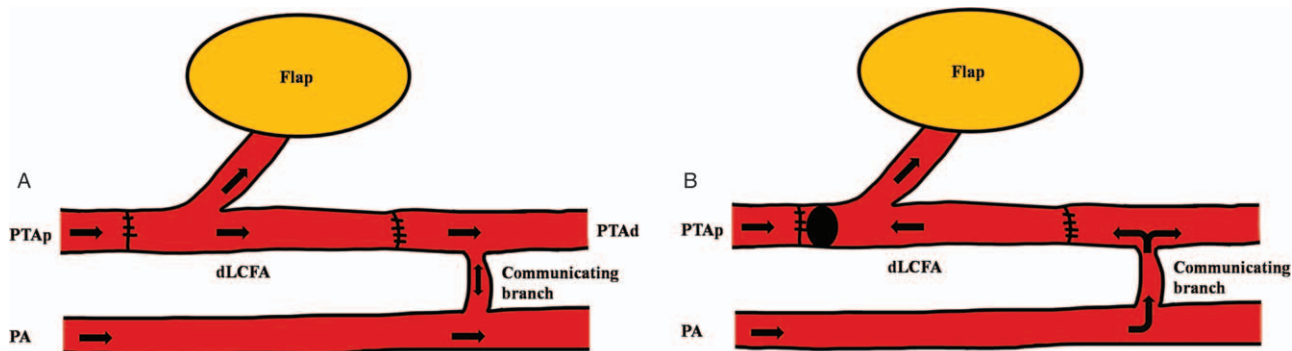 Flap
A
PTAp
PTAd
dLCFA
Communicating
branch
PA
Flap
B
PTAp
dLCFA
Communicating
branch
PA